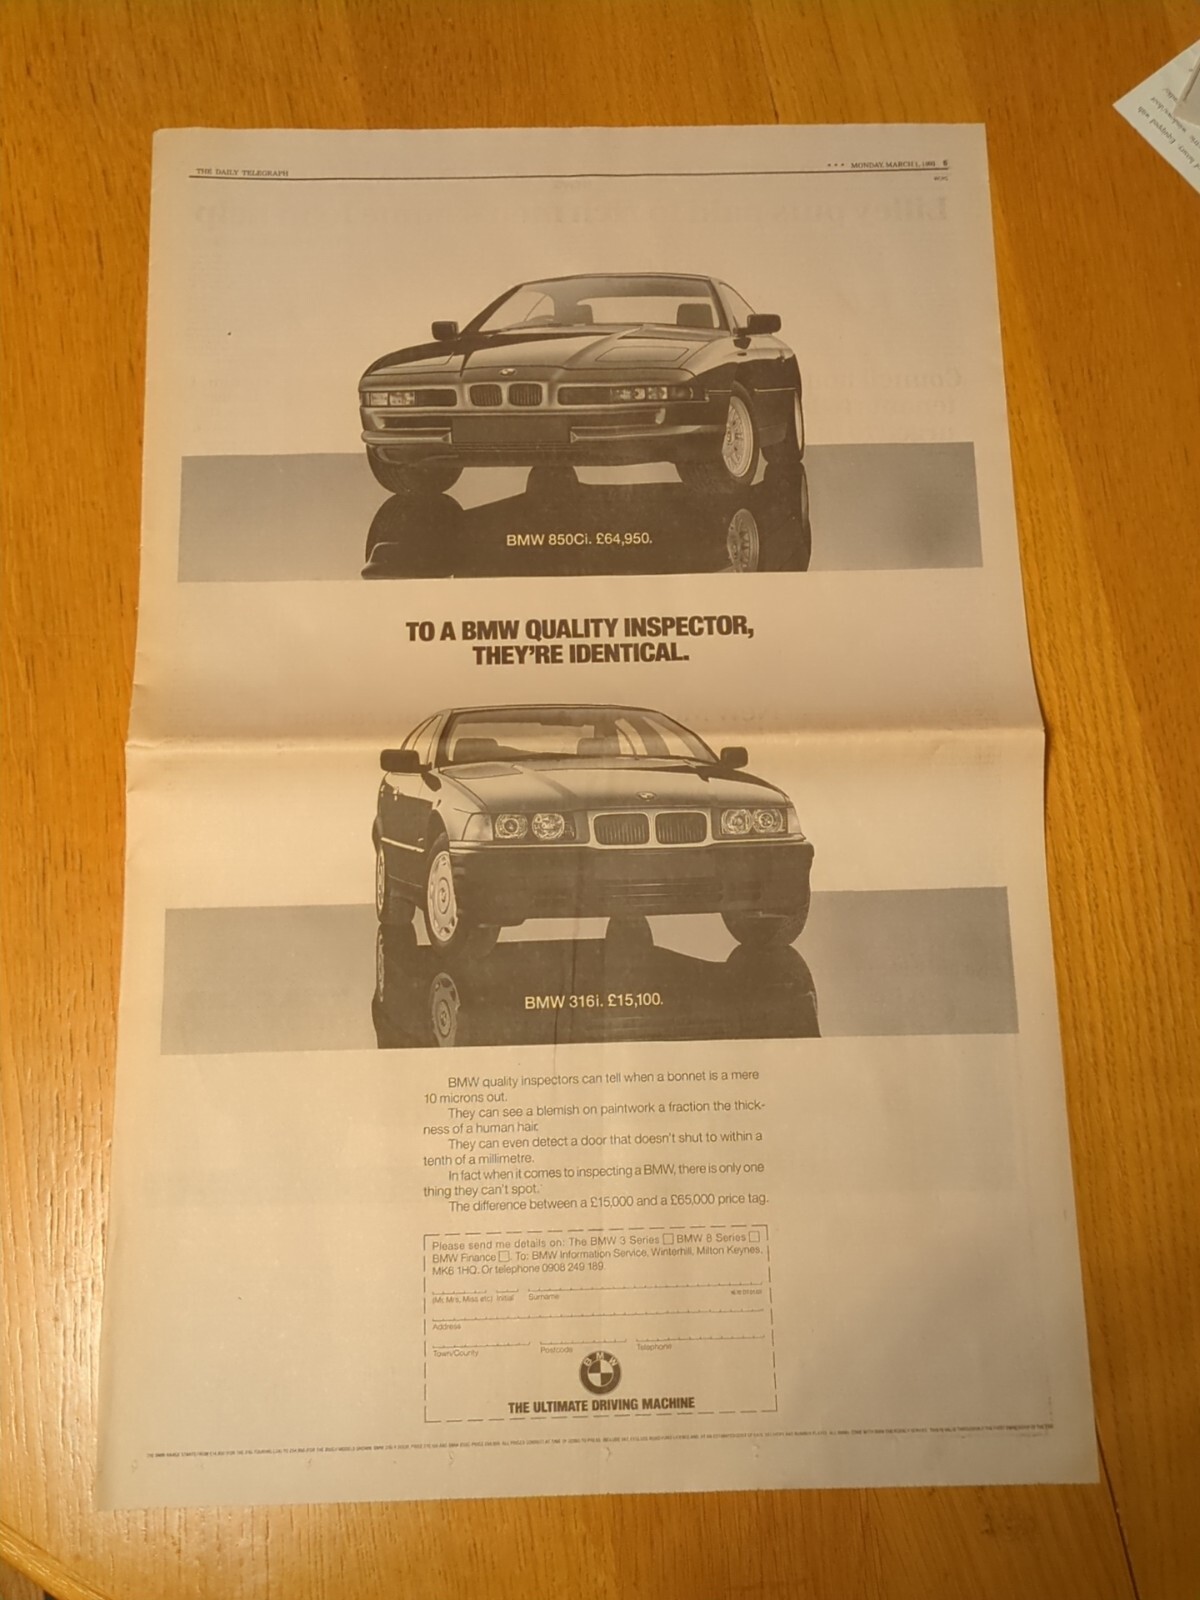 THE DAILY TELEGRAPH
*** MONDAY, MARCH 1, 1993
BMW 850Ci. £64,950.
TO A BMW QUALITY INSPECTOR,
THEY'RE IDENTICAL.
BMW 316i. £15,100.
BMW quality inspectors can tell when a bonnet is a mere
10 microns out.
They can see a blemish on paintwork a fraction the thick-
ness of a human hair.
They can even detect a door that doesn't shut to within a
tenth of a millimetre.
In fact when it comes to inspecting a BMW, there is only one
thing they can't spot.
The difference between a £15,000 and a £65,000 price tag.
Please send me details on: The BMW 3 Series BMW 8 Series
BMW Finance . To: BMW Information Service, Winterhill, Milton Keynes,
MK6 1HQ. Or telephone 0908 249 189.
(Mr, Mrs, Miss etc) Initial Surname
Address
Town/County Postcode Telephone
BMW
THE ULTIMATE DRIVING MACHINE